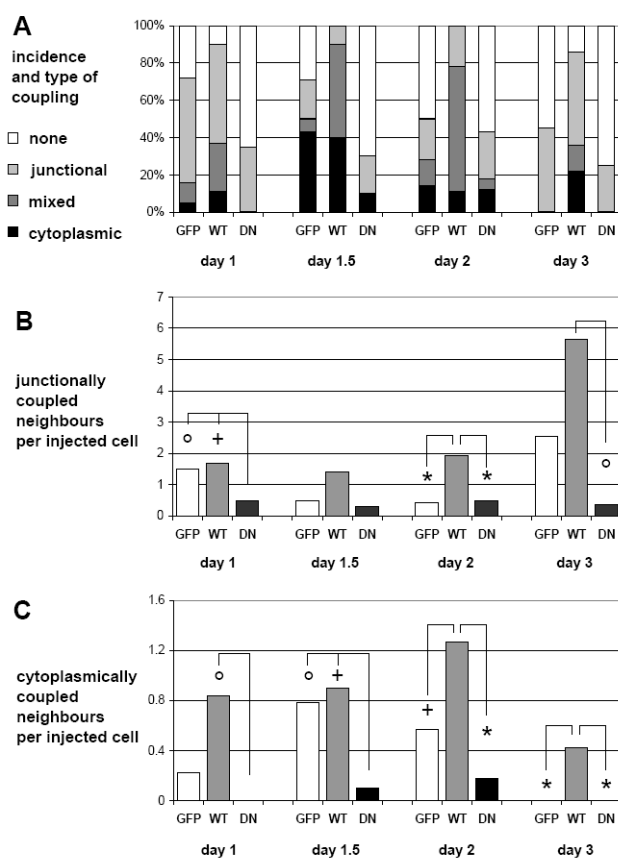 A
incidence
and type of
coupling
none
junctional
mixed
cytoplasmic
100%
80%
60%
40%
20%
0%
GFP WT DN GFP WT DN GFP WT DN GFP WT DN
day 1 day 1.5 day 2 day 3
B
junctionally
coupled
neighbours
per injected cell
7
6
5
4
3
2
1
0
+
* *
GFP WT DN GFP WT DN GFP WT DN GFP WT DN
day 1 day 1.5 day 2 day 3
C
cytoplasmically
coupled
neighbours
per injected cell
1.6
1.2
0.8
0.4
0
+
+ *
* *
GFP WT DN GFP WT DN GFP WT DN GFP WT DN
day 1 day 1.5 day 2 day 3